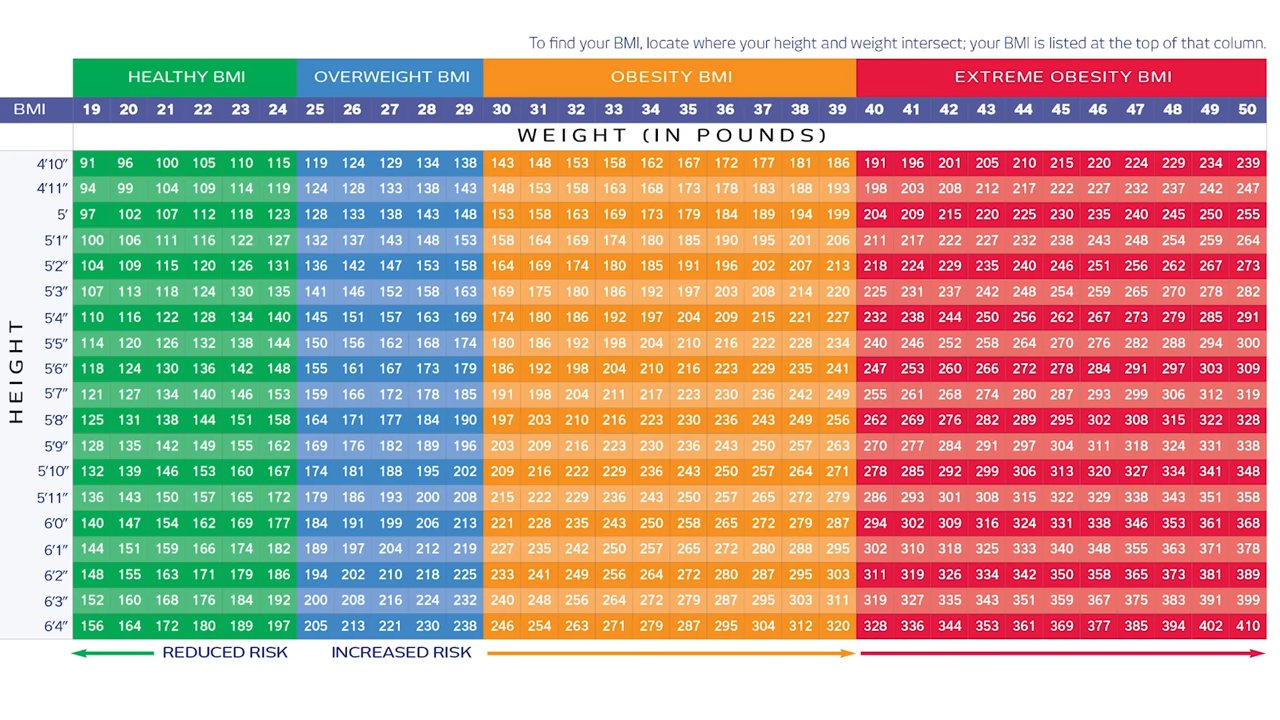 To find your BMI, locate where your height and weight intersect; your BMI is listed at the top of that column.
HEALTHY BMI OVERWEIGHT BMI OBESITY BMI EXTREME OBESITY BMI
BMI 19 20 21 22 23 24 25 26 27 28 29 30 31 32 33 34 35 36 37 38 39 40 41 42 43 44 45 46 47 48 49 50
WEIGHT (IN POUNDS)
HEIGHT
4'10" 91 96 100 105 110 115 119 124 129 134 138 143 148 153 158 162 167 172 177 181 186 191 196 201 205 210 215 220 224 229 234 239
4'11" 94 99 104 109 114 119 124 128 133 138 143 148 153 158 163 168 173 178 183 188 193 198 203 208 212 217 222 227 232 237 242 247
5' 97 102 107 112 118 123 128 133 138 143 148 153 158 163 169 173 179 184 189 194 199 204 209 215 220 225 230 235 240 245 250 255
5'1" 100 106 111 116 122 127 132 137 143 148 153 158 164 169 174 180 185 190 195 201 206 211 217 222 227 232 238 243 248 254 259 264
5'2" 104 109 115 120 126 131 136 142 147 153 158 164 169 174 180 185 191 196 202 207 213 218 224 229 235 240 246 251 256 262 267 273
5'3" 107 113 118 124 130 135 141 146 152 158 163 169 175 180 186 192 197 203 208 214 220 225 231 237 242 248 254 259 265 270 278 282
5'4" 110 116 122 128 134 140 145 151 157 163 169 174 180 186 192 197 204 209 215 221 227 232 238 244 250 256 262 267 273 279 285 291
5'5" 114 120 126 132 138 144 150 156 162 168 174 180 186 192 198 204 210 216 222 228 234 240 246 252 258 264 270 276 282 288 294 300
5'6" 118 124 130 136 142 148 155 161 167 173 179 186 192 198 204 210 216 223 229 235 241 247 253 260 266 272 278 284 291 297 303 309
5'7" 121 127 134 140 146 153 159 166 172 178 185 191 198 204 211 217 223 230 236 242 249 255 261 268 274 280 287 293 299 306 312 319
5'8" 125 131 138 144 151 158 164 171 177 184 190 197 203 210 216 223 230 236 243 249 256 262 269 276 282 289 295 302 308 315 322 328
5'9" 128 135 142 149 155 162 169 176 182 189 196 203 209 216 223 230 236 243 250 257 263 270 277 284 291 297 304 311 318 324 331 338
5'10" 132 139 146 153 160 167 174 181 188 195 202 209 216 222 229 236 243 250 257 264 271 278 285 292 299 306 313 320 327 334 341 348
5'11" 136 143 150 157 165 172 179 186 193 200 208 215 222 229 236 243 250 257 265 272 279 286 293 301 308 315 322 329 338 343 351 358
6'0" 140 147 154 162 169 177 184 191 199 206 213 221 228 235 243 250 258 265 272 279 287 294 302 309 316 324 331 338 346 353 361 368
6'1" 144 151 159 166 174 182 189 197 204 212 219 227 235 242 250 257 265 272 280 288 295 302 310 318 325 333 340 348 355 363 371 378
6'2" 148 155 163 171 179 186 194 202 210 218 225 233 241 249 256 264 272 280 287 295 303 311 319 326 334 342 350 358 365 373 381 389
6'3" 152 160 168 176 184 192 200 208 216 224 232 240 248 256 264 272 279 287 295 303 311 319 327 335 343 351 359 367 375 383 391 399
6'4" 156 164 172 180 189 197 205 213 221 230 238 246 254 263 271 279 287 295 304 312 320 328 336 344 353 361 369 377 385 394 402 410
REDUCED RISK INCREASED RISK